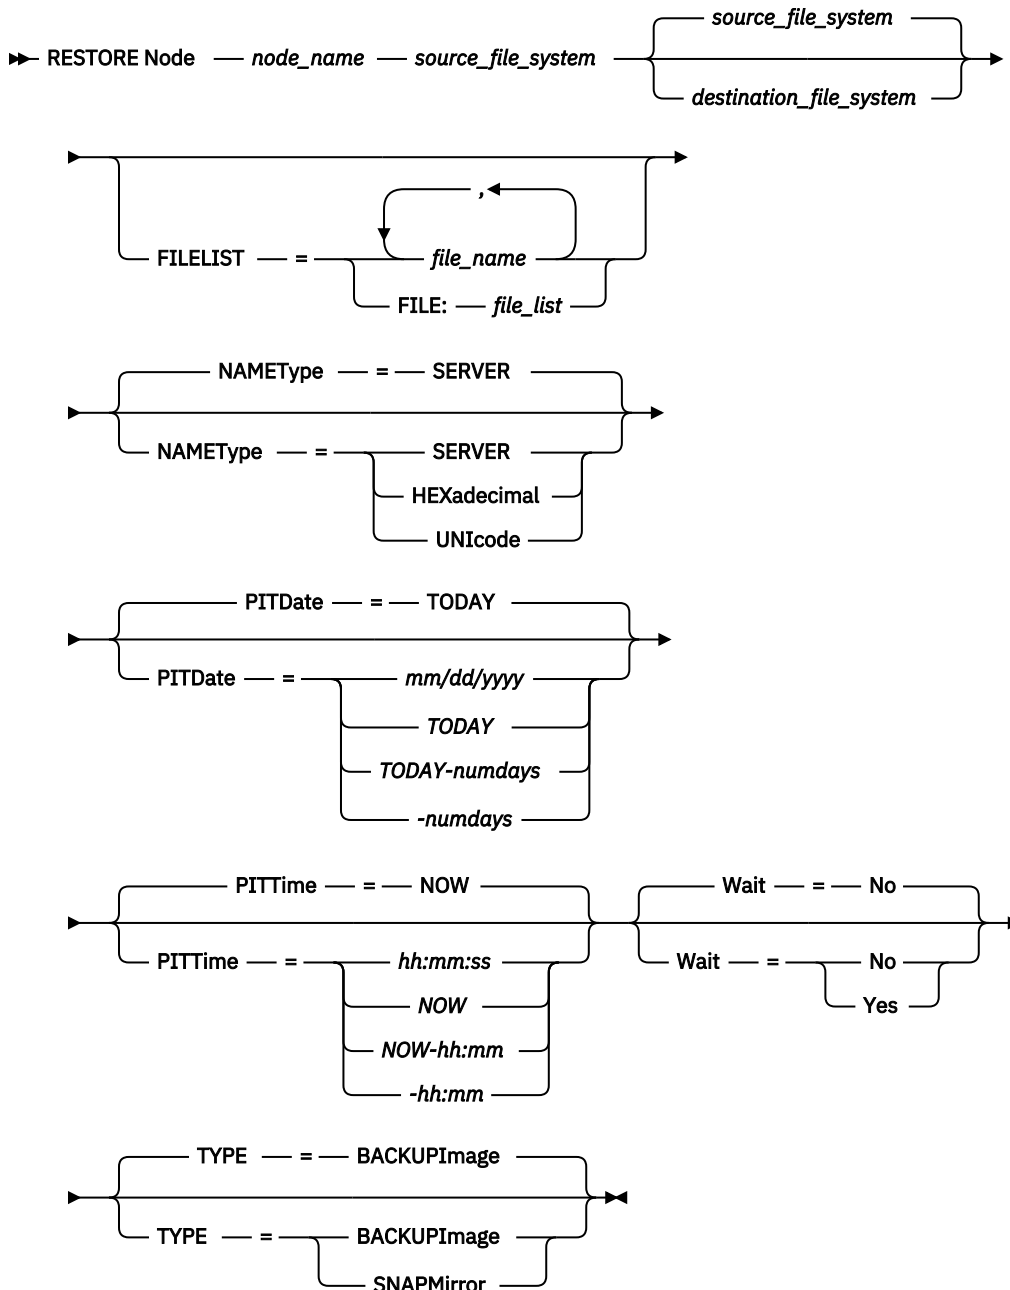 source_file_system
RESTORE Node node_name source_file_system
destination_file_system
,
FILELIST = file_name
FILE: file_list
NAMEType = SERVER
NAMEType = SERVER
HEXadecimal
UNIcode
PITDate = TODAY
PITDate = mm/dd/yyyy
TODAY
TODAY-numdays
-numdays
PITTime = NOW Wait = No
PITTime = hh:mm:ss Wait = No
NOW Yes
NOW-hh:mm
-hh:mm
TYPE = BACKUPImage
TYPE = BACKUPImage
SNAPMirror